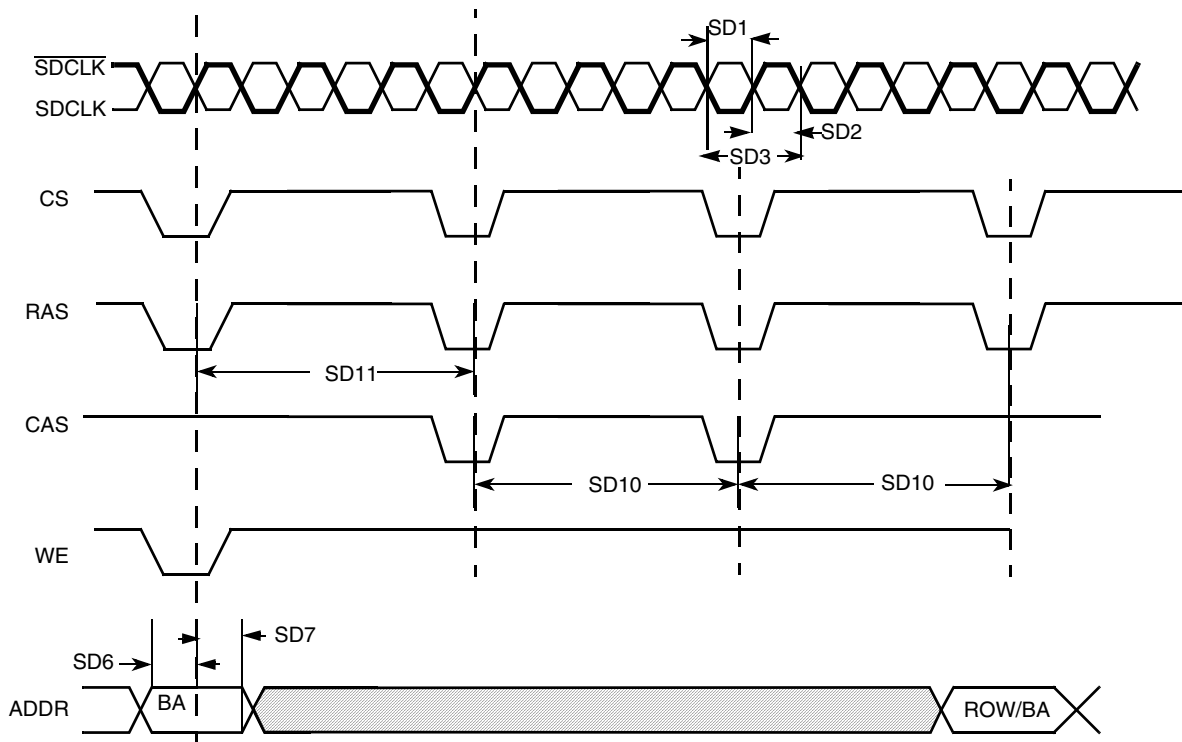 SD1
SDCLK
SDCLK
SD2
SD3
CS
RAS
SD11
CAS
SD10
SD10
WE
SD7
SD6
BA
ADDR
ROW/BA